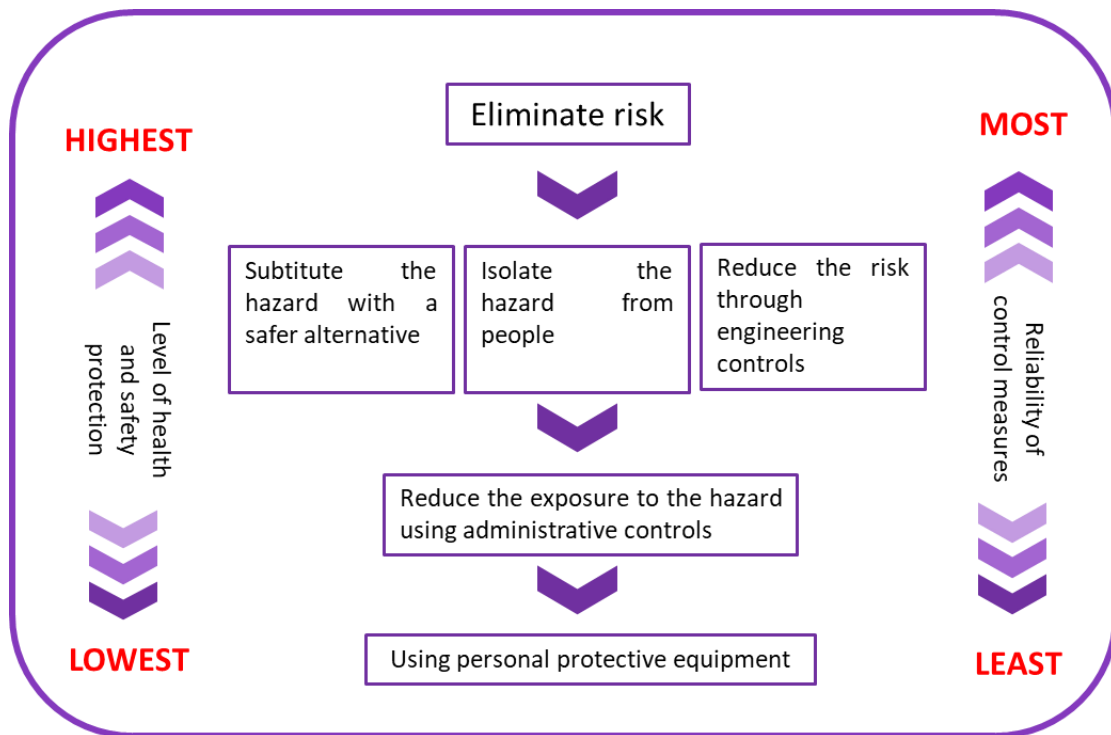 Eliminate risk
HIGHEST
MOST
Subtitute the
hazard with a
safer alternative
Isolate the
hazard from
people
Reduce the risk
through
engineering
controls
Level of health
and safety
protection
Reliability of
control measures
Reduce the exposure to the hazard
using administrative controls
Using personal protective equipment
LOWEST
LEAST